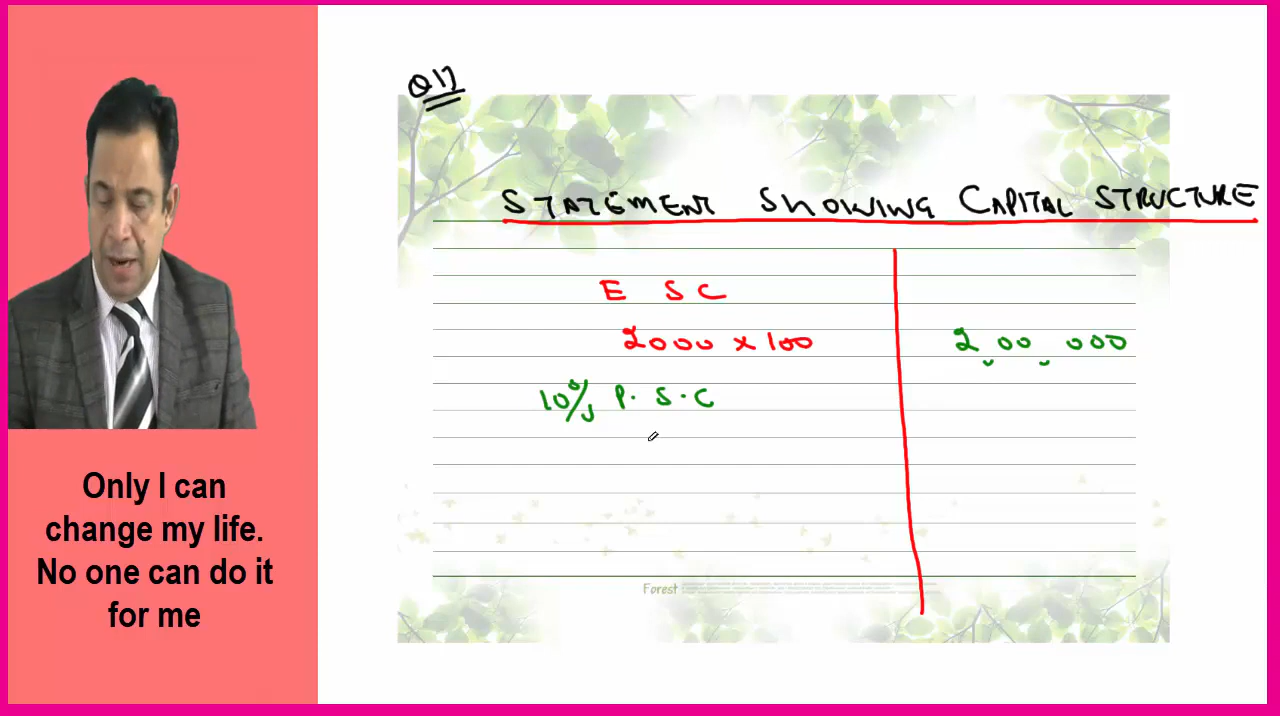 Q17
STATEMENT SHOWING CAPITAL STRUCTURE
E S C
2000 x 100
2,00,000
10% P. S. C
Forest
Only I can
change my life.
No one can do it
for me